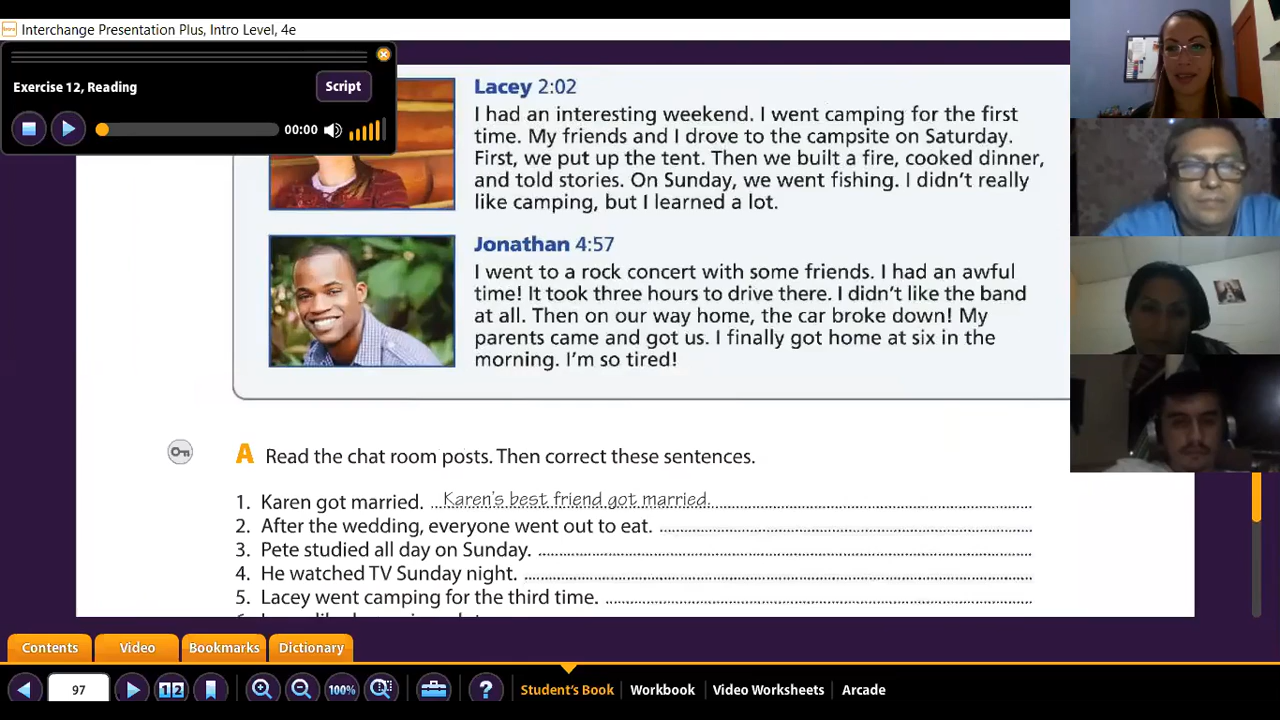 Interchange Presentation Plus, Intro Level, 4e
Exercise 12, Reading
Script
00:00
Lacey 2:02
I had an interesting weekend. I went camping for the first
time. My friends and I drove to the campsite on Saturday.
First, we put up the tent. Then we built a fire, cooked dinner,
and told stories. On Sunday, we went fishing. I didn't really
like camping, but I learned a lot.
Jonathan 4:57
I went to a rock concert with some friends. I had an awful
time! It took three hours to drive there. I didn't like the band
at all. Then on our way home, the car broke down! My
parents came and got us. I finally got home at six in the
morning. I'm so tired!
A Read the chat room posts. Then correct these sentences.
1. Karen got married. Karen's best friend got married.
2. After the wedding, everyone went out to eat.
3. Pete studied all day on Sunday.
4. He watched TV Sunday night.
5. Lacey went camping for the third time.
Contents Video Bookmarks Dictionary
97 12 100% ? Student's Book Workbook Video Worksheets Arcade